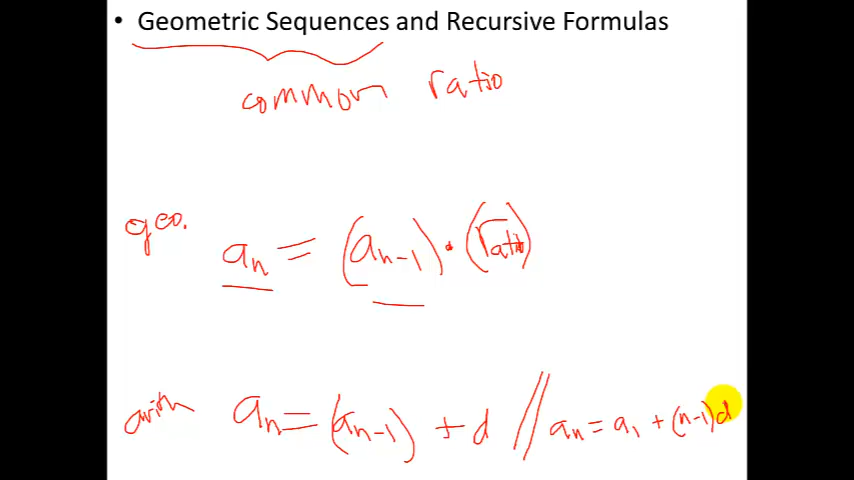 • Geometric Sequences and Recursive Formulas
common ratio
geo. aₙ = (aₙ₋₁) · (ratio)
arith aₙ = (aₙ₋₁) + d // aₙ = a₁ + (n-1)d